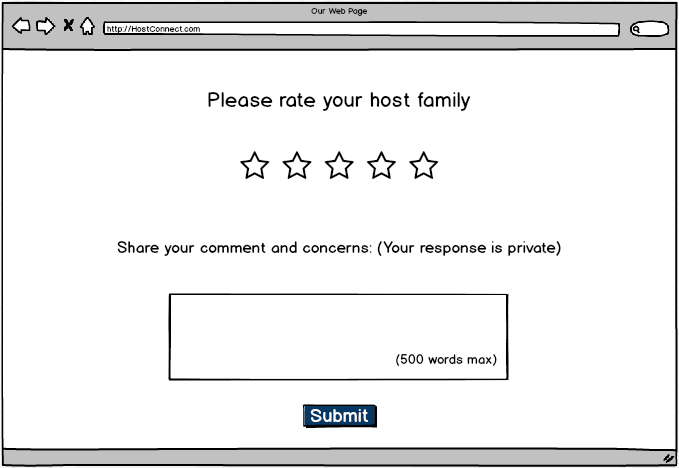 Our Web Page
http://HostConnect.com
Please rate your host family
Share your comment and concerns: (Your response is private)
(500 words max)
Submit